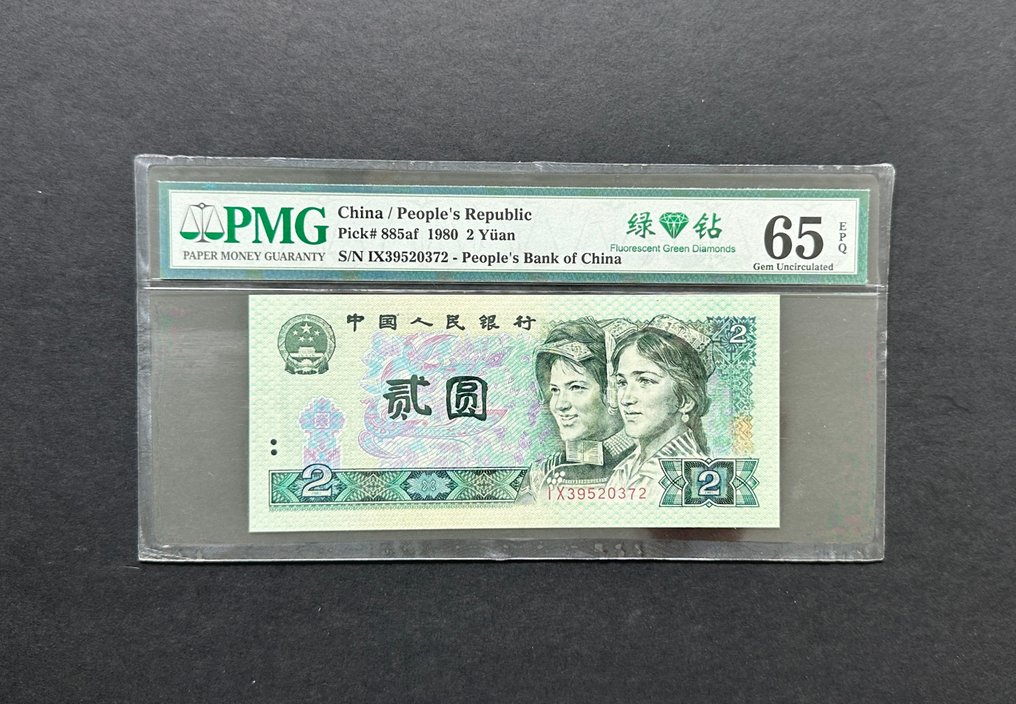 PMG
PAPER MONEY GUARANTY
China / People's Republic
Pick# 885af 1980 2 Yüan
S/N IX39520372 - People's Bank of China
绿 钻
Fluorescent Green Diamonds
65
EPQ
Gem Uncirculated
中国人民银行
2
贰圆
2
IX39520372
2